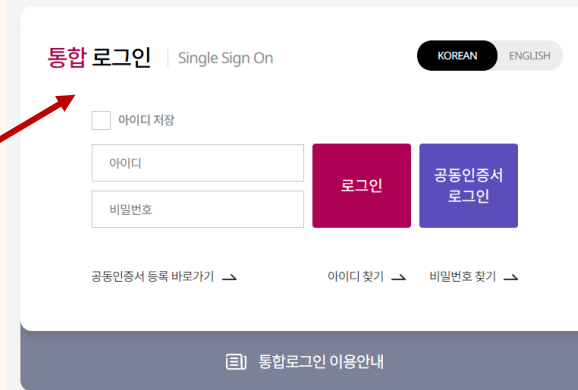 통합 로그인 Single Sign On KOREAN ENGLISH
아이디 저장
아이디
비밀번호
로그인
공동인증서
로그인
공동인증서 등록 바로가기 아이디 찾기 비밀번호 찾기
통합로그인 이용안내